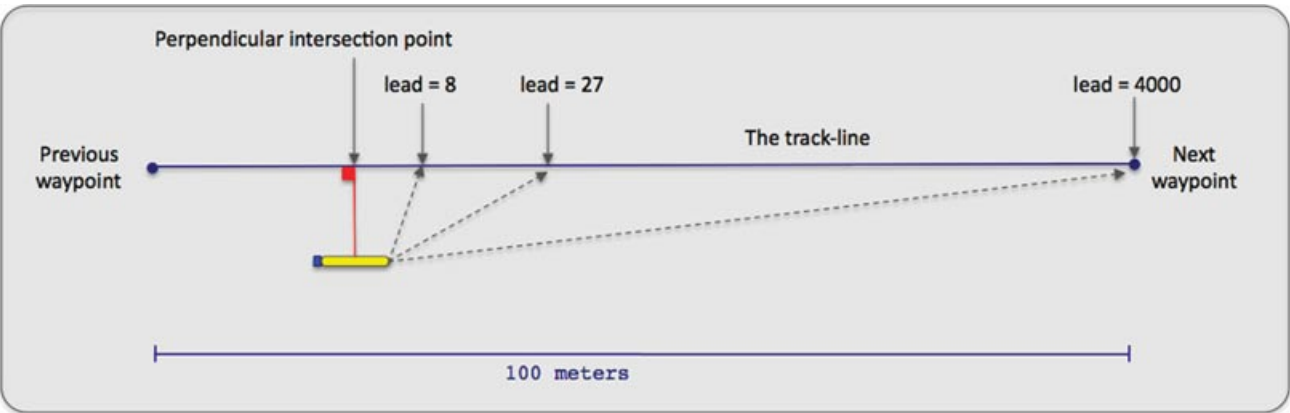 Perpendicular intersection point
lead = 8
lead = 27
lead = 4000
The track-line
Previous
waypoint
Next
waypoint
100 meters